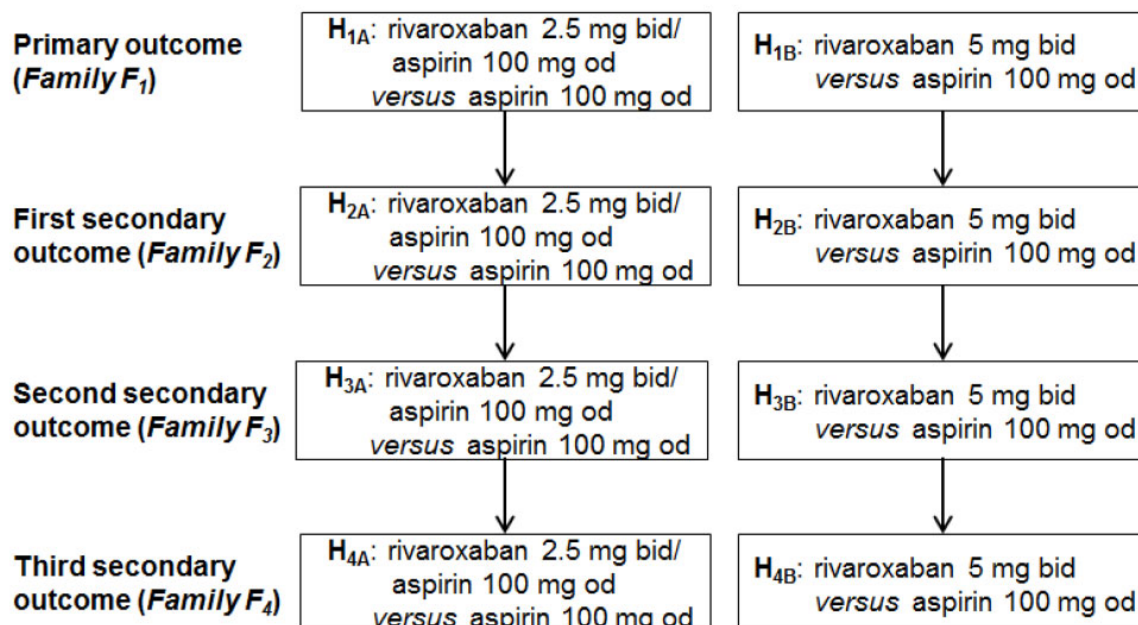 Primary outcome
(Family F1)
H1A: rivaroxaban 2.5 mg bid/
aspirin 100 mg od
versus aspirin 100 mg od
H1B: rivaroxaban 5 mg bid
versus aspirin 100 mg od
First secondary
outcome (Family F2)
H2A: rivaroxaban 2.5 mg bid/
aspirin 100 mg od
versus aspirin 100 mg od
H2B: rivaroxaban 5 mg bid
versus aspirin 100 mg od
Second secondary
outcome (Family F3)
H3A: rivaroxaban 2.5 mg bid/
aspirin 100 mg od
versus aspirin 100 mg od
H3B: rivaroxaban 5 mg bid
versus aspirin 100 mg od
Third secondary
outcome (Family F4)
H4A: rivaroxaban 2.5 mg bid/
aspirin 100 mg od
versus aspirin 100 mg od
H4B: rivaroxaban 5 mg bid
versus aspirin 100 mg od